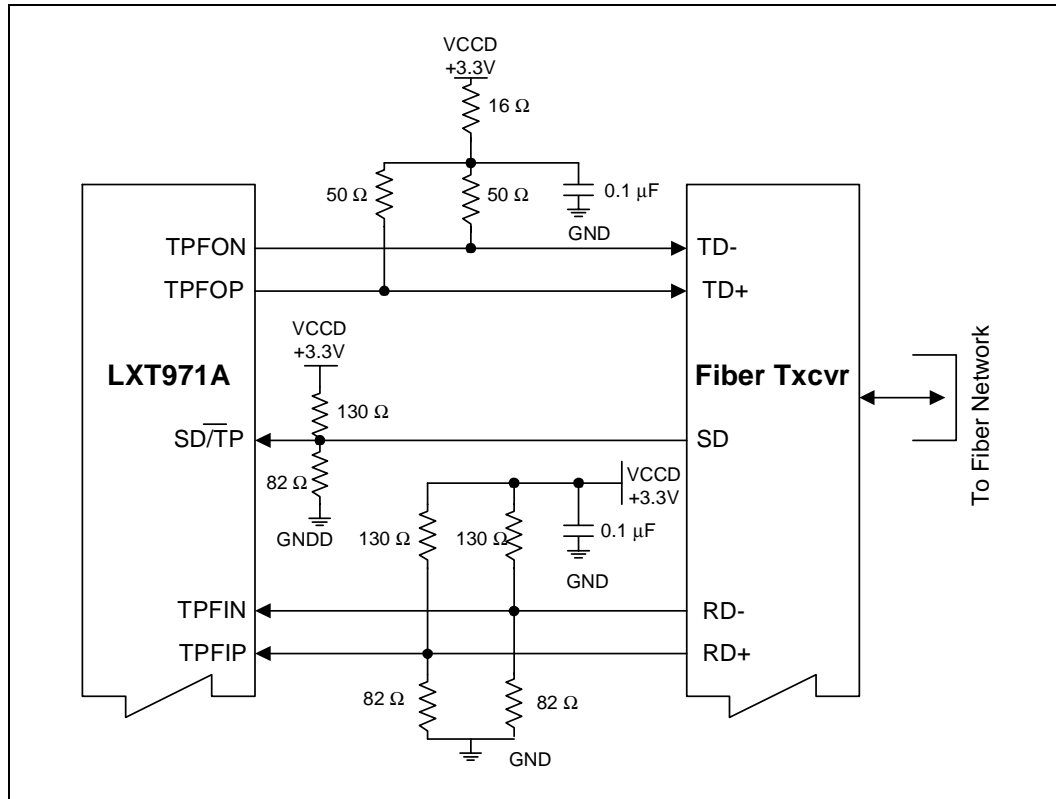 VCCD
+3.3V
16 Ω
50 Ω
50 Ω
0.1 μF
GND
TPFON
TD-
TPFOP
TD+
VCCD
+3.3V
LXT971A
Fiber Txcvr
To Fiber Network
130 Ω
SD/T̅P̅
SD
82 Ω
GNDD
VCCD
+3.3V
130 Ω
130 Ω
0.1 μF
GND
TPFIN
RD-
TPFIP
RD+
82 Ω
82 Ω
GND